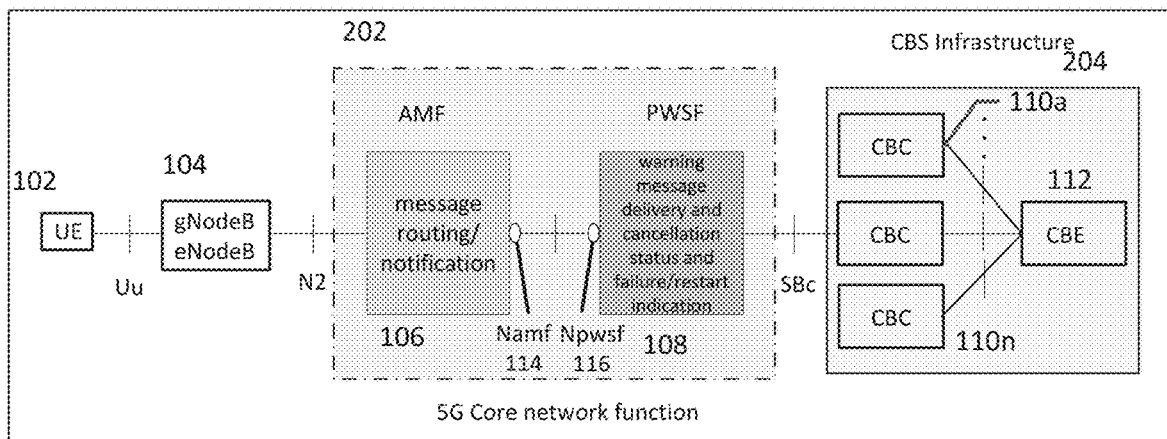 202
CBS Infrastructure
204
AMF
PWSF
110a
102
104
UE
gNodeB
eNodeB
message
routing/
notification
warning
message
delivery and
cancellation
status and
failure/restart
indication
CBC
CBC
CBC
112
CBE
Uu
N2
SBc
106
Namf
114
Npwsf
116
108
110n
5G Core network function